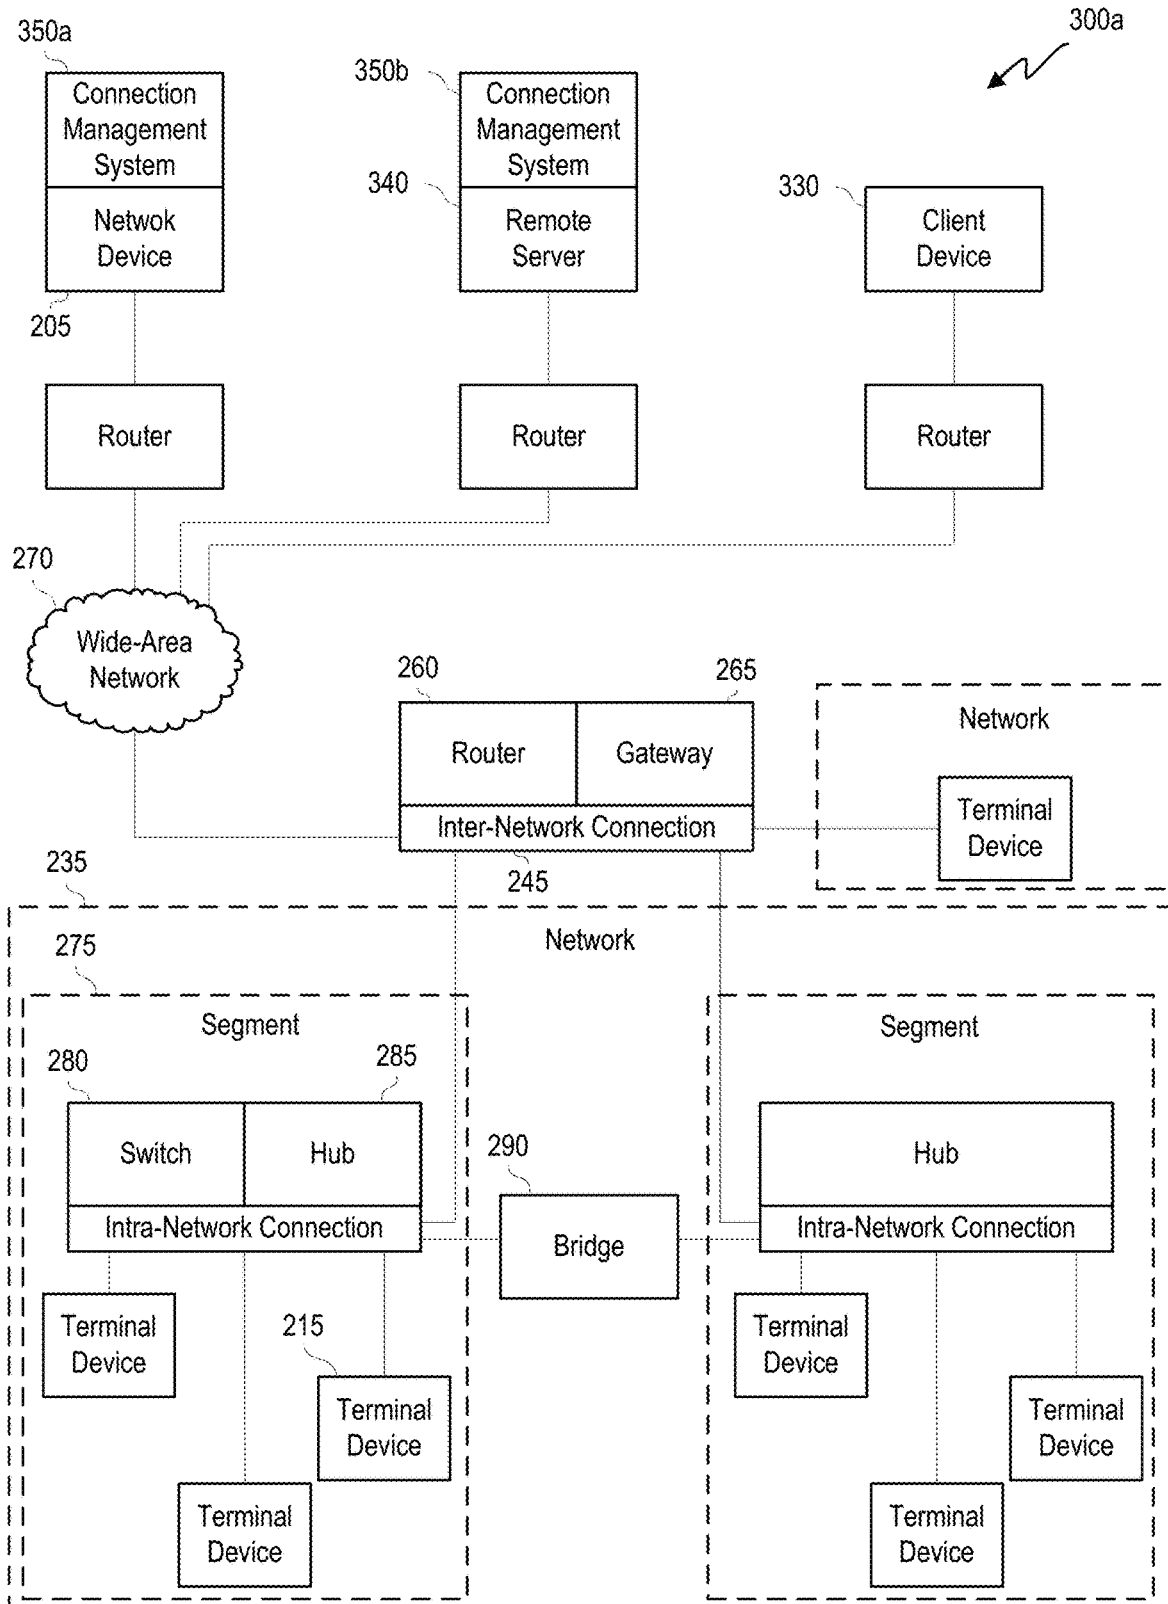 350a
300a
350b
Connection
Management
System
Connection
Management
System
340
330
Netwok
Device
Remote
Server
Client
Device
205
Router
Router
Router
270
Wide-Area
Network
260
265
Network
Router
Gateway
Terminal
Device
Inter-Network Connection
245
235
Network
275
Segment
Segment
280
285
Switch
Hub
290
Hub
Intra-Network Connection
Bridge
Intra-Network Connection
Terminal
Device
215
Terminal
Device
Terminal
Device
Terminal
Device
Terminal
Device
Terminal
Device